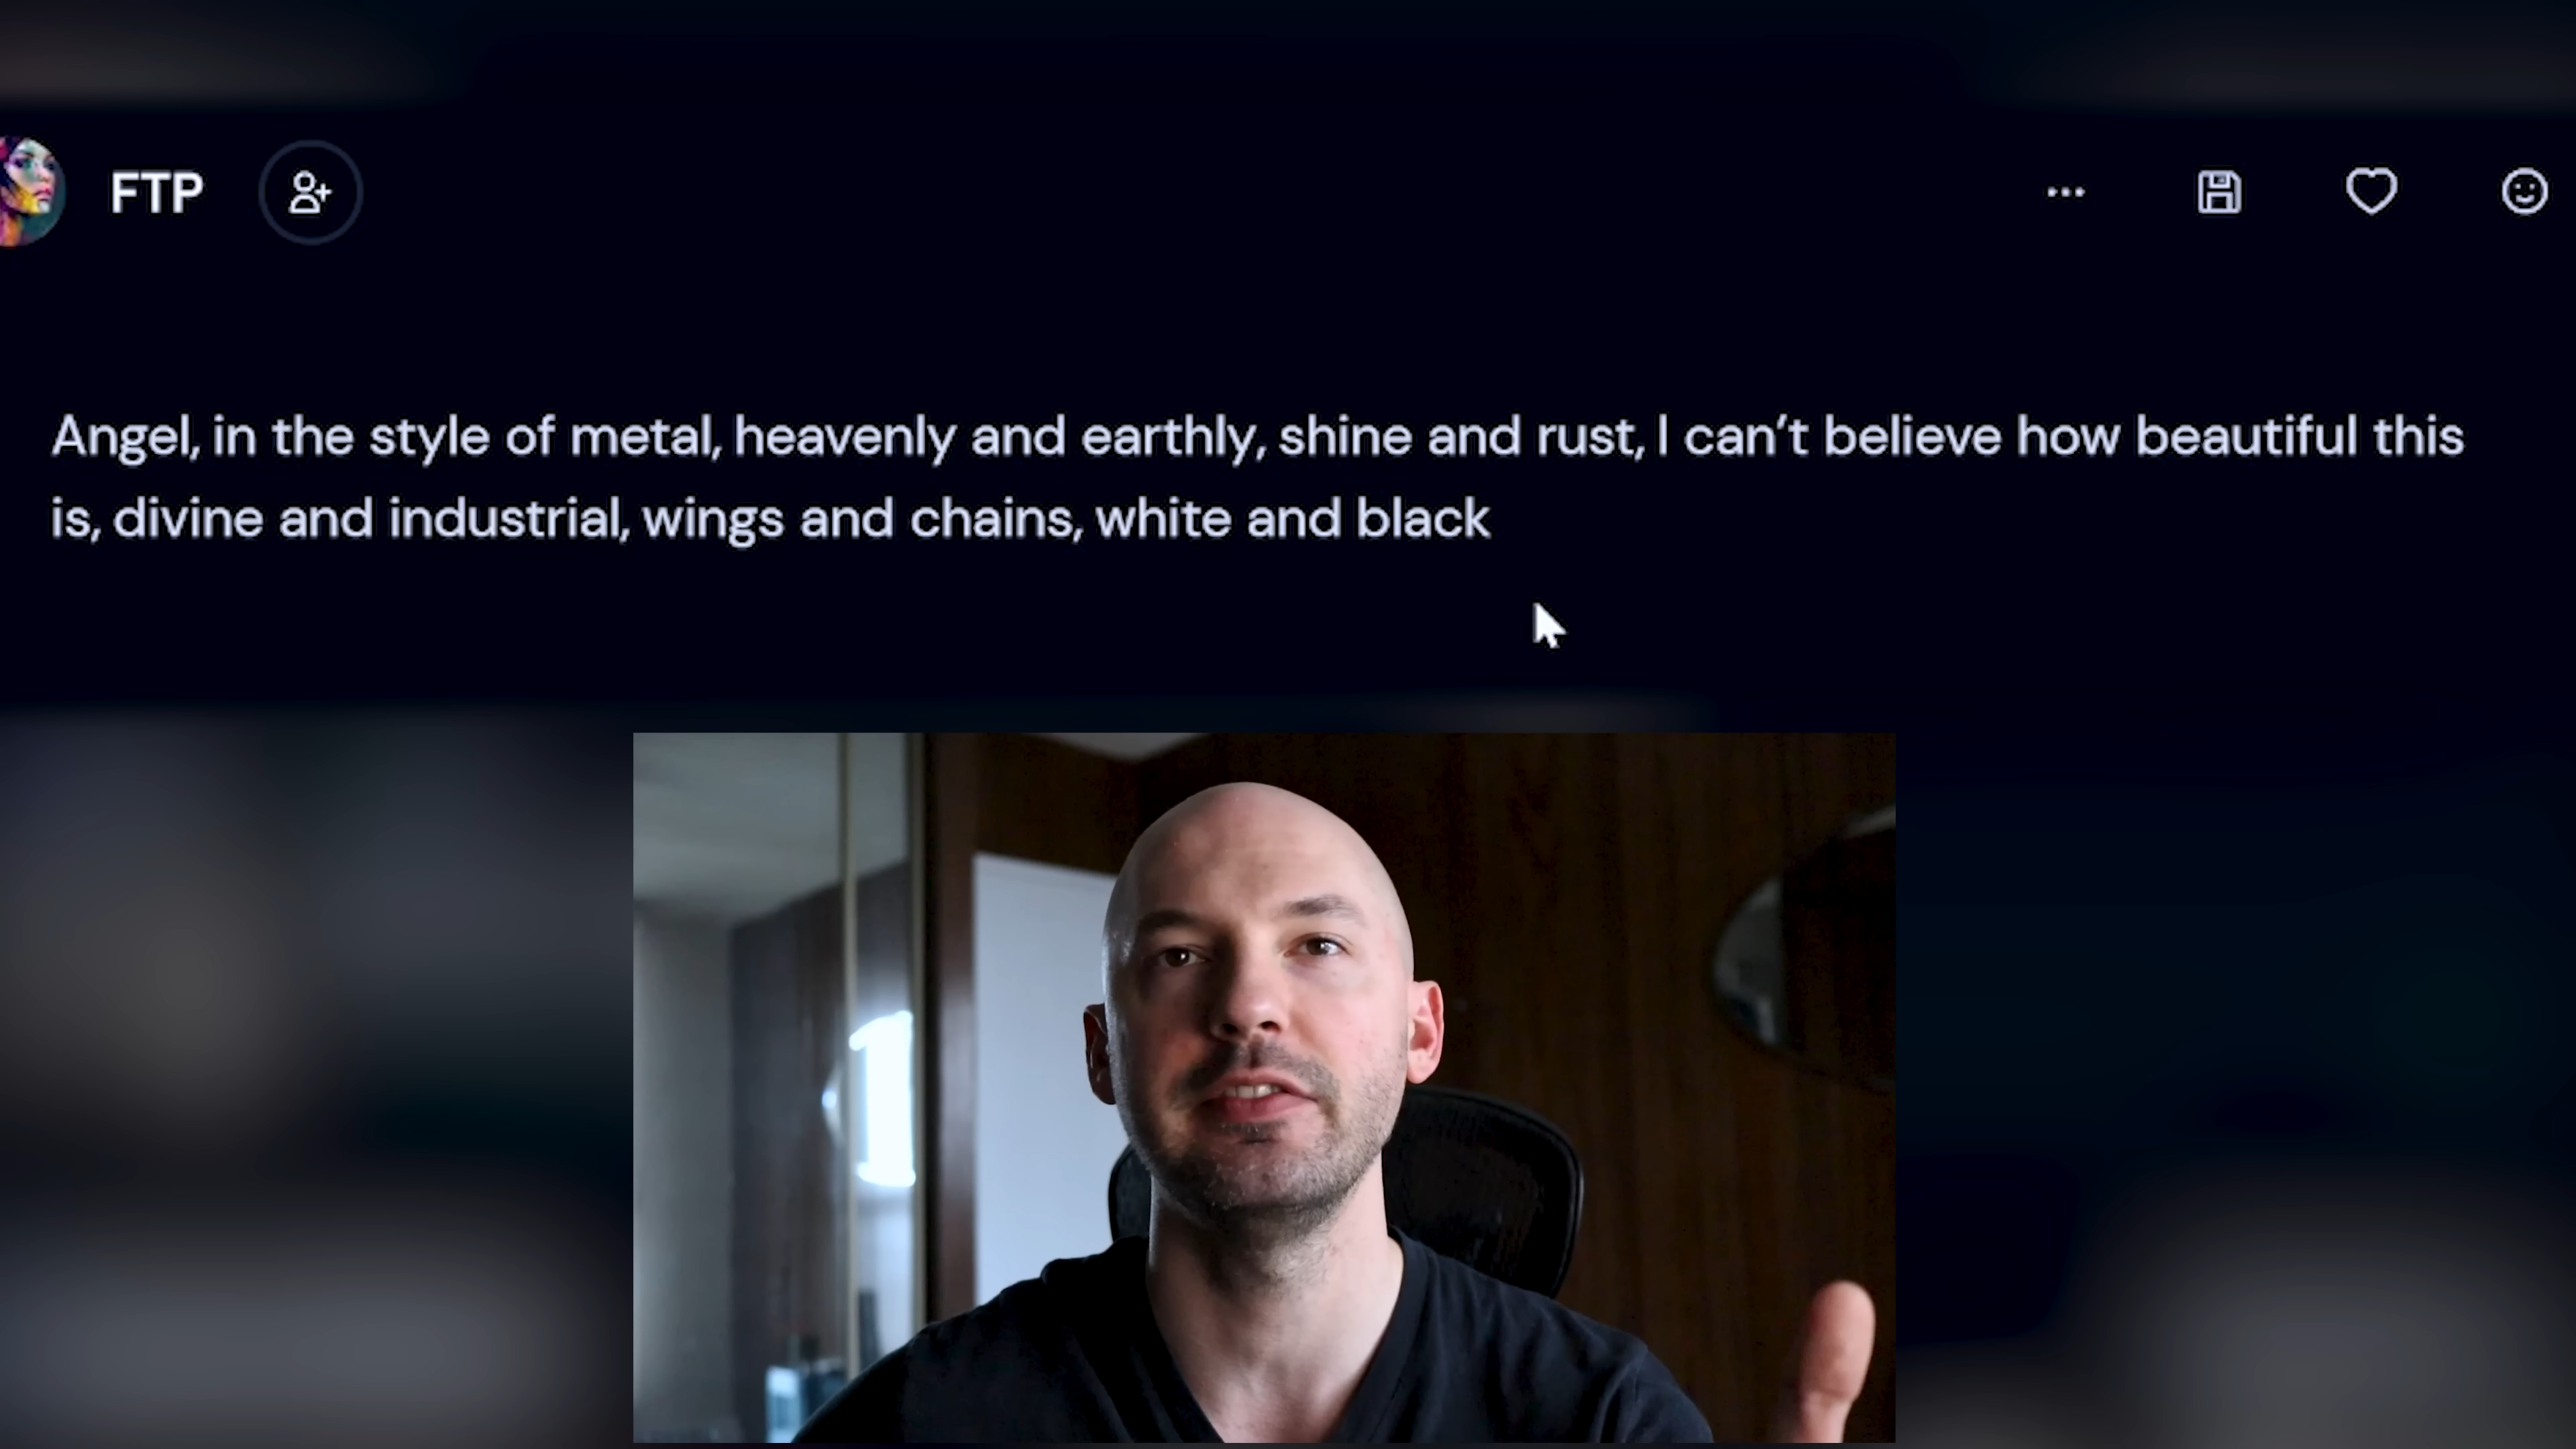 FTP
Angel, in the style of metal, heavenly and earthly, shine and rust, I can’t believe how beautiful this
is, divine and industrial, wings and chains, white and black